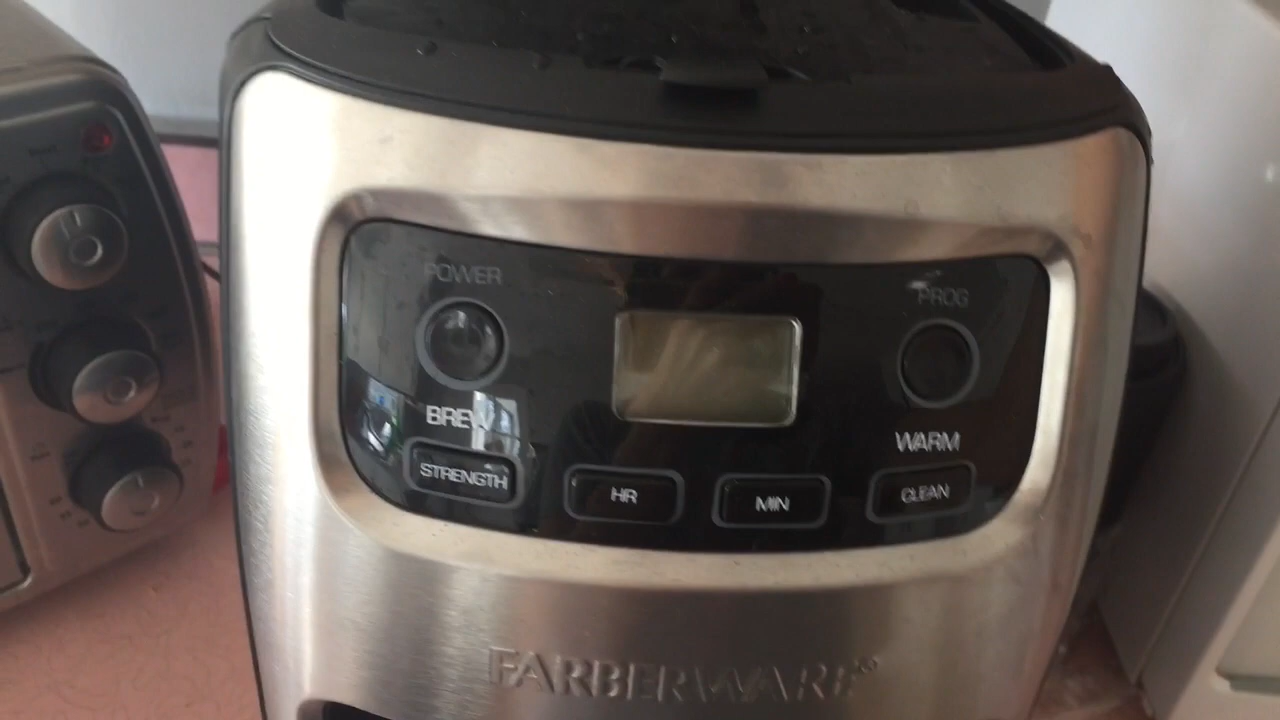 POWER
PROG
BREW
WARM
STRENGTH
HR
MIN
CLEAN
FARBERWARE®